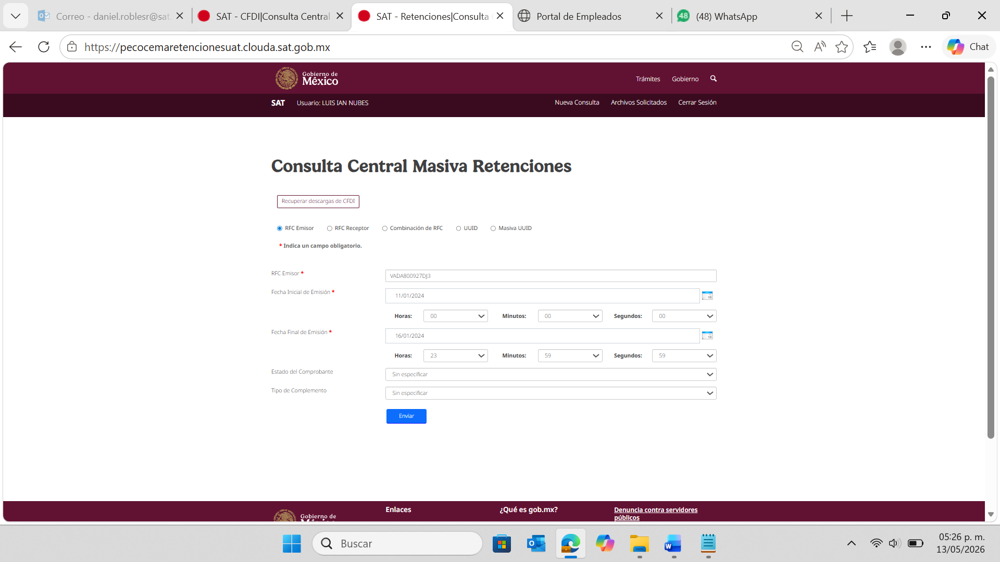 Correo - daniel.roblesr@sat.
SAT - CFDI|Consulta Central
SAT - Retenciones|Consulta
Portal de Empleados
48
(48) WhatsApp
https://pecocemaretencionesuat.clouda.sat.gob.mx
Chat
Gobierno de
México
Trámites
Gobierno
SAT
Usuario: LUIS IAN NUBES
Nueva Consulta
Archivos Solicitados
Cerrar Sesión
Consulta Central Masiva Retenciones
Recuperar descargas de CFDI
RFC Emisor
RFC Receptor
Combinación de RFC
UUID
Masiva UUID
* Indica un campo obligatorio.
RFC Emisor *
VADA800927DJ3
Fecha Inicial de Emisión *
11/01/2024
Horas: 00
Minutos: 00
Segundos: 00
Fecha Final de Emisión *
16/01/2024
Horas: 23
Minutos: 59
Segundos: 59
Estado del Comprobante
Sin especificar
Tipo de Complemento
Sin especificar
Enviar
Gobierno de
México
Enlaces
¿Qué es gob.mx?
Denuncia contra servidores
públicos
Buscar
05:26 p. m.
13/05/2026